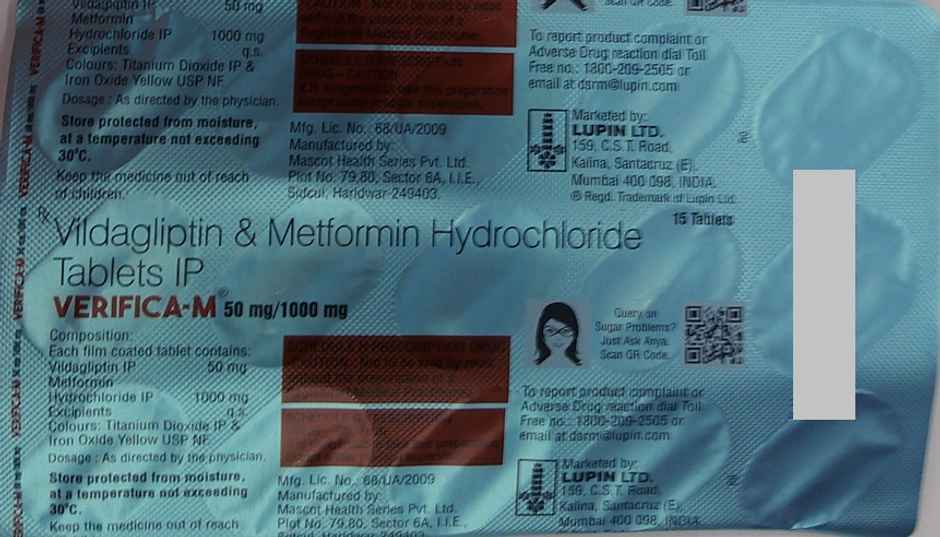 Vildagliptin IP 50 mg
Metformin
Hydrochloride IP 1000 mg
Excipients q.s.
Colours: Titanium Dioxide IP &
Iron Oxide Yellow USP NF
Dosage : As directed by the physician.
Store protected from moisture,
at a temperature not exceeding
30°C.
Keep the medicine out of reach
of children.
Mfg. Lic. No. 68/UA/2009
Manufactured by:
Mascot Health Series Pvt. Ltd.
Plot No. 79,80, Sector 6A, I.I.E.,
Sidcul, Haridwar-249403.
Scan QR Code.
To report product complaint or
Adverse Drug reaction dial Toll
Free no.: 1800-209-2505 or
email at dsrm@lupin.com
Marketed by:
LUPIN LTD.
159, C.S.T. Road,
Kalina, Santacruz (E),
Mumbai 400 098, INDIA.
® Regd. Trademark of Lupin Ltd.
15 Tablets
Rx
Vildagliptin & Metformin Hydrochloride
Tablets IP
VERIFICA-M® 50 mg/1000 mg
Composition:
Each film coated tablet contains:
Vildagliptin IP 50 mg
Metformin
Hydrochloride IP 1000 mg
Excipients q.s.
Colours: Titanium Dioxide IP &
Iron Oxide Yellow USP NF
Dosage : As directed by the physician.
Store protected from moisture,
at a temperature not exceeding
30°C.
Keep the medicine out of reach
Mfg. Lic. No.: 68/UA/2009
Manufactured by:
Mascot Health Series Pvt. Ltd.
Plot No. 79,80, Sector 6A, I.I.E.,
Sidcul, Haridwar-249403.
Query on
Sugar Problems?
Just Ask Anya.
Scan QR Code.
To report product complaint or
Adverse Drug reaction dial Toll
Free no.: 1800-209-2505 or
email at dsrm@lupin.com
Marketed by:
LUPIN LTD.
159, C.S.T. Road,
Kalina, Santacruz (E),
Mumbai 400 098, INDIA.